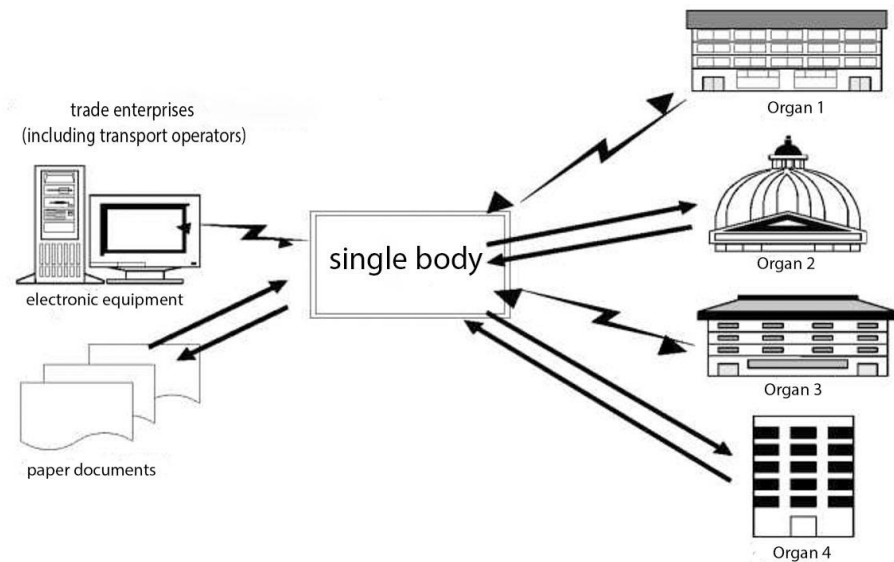 trade enterprises
(including transport operators)
electronic equipment
paper documents
single body
Organ 1
Organ 2
Organ 3
Organ 4